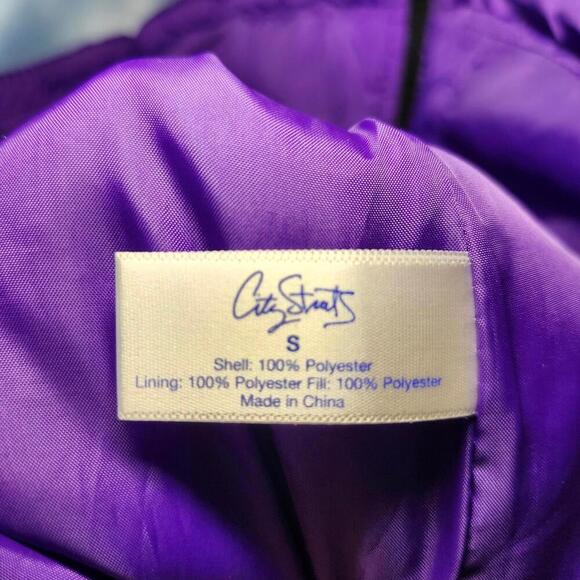 City Streets
S
Shell: 100% Polyester
Lining: 100% Polyester Fill: 100% Polyester
Made in China